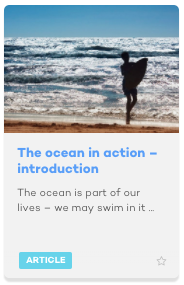 The ocean in action –
introduction
The ocean is part of our
lives – we may swim in it ...
ARTICLE